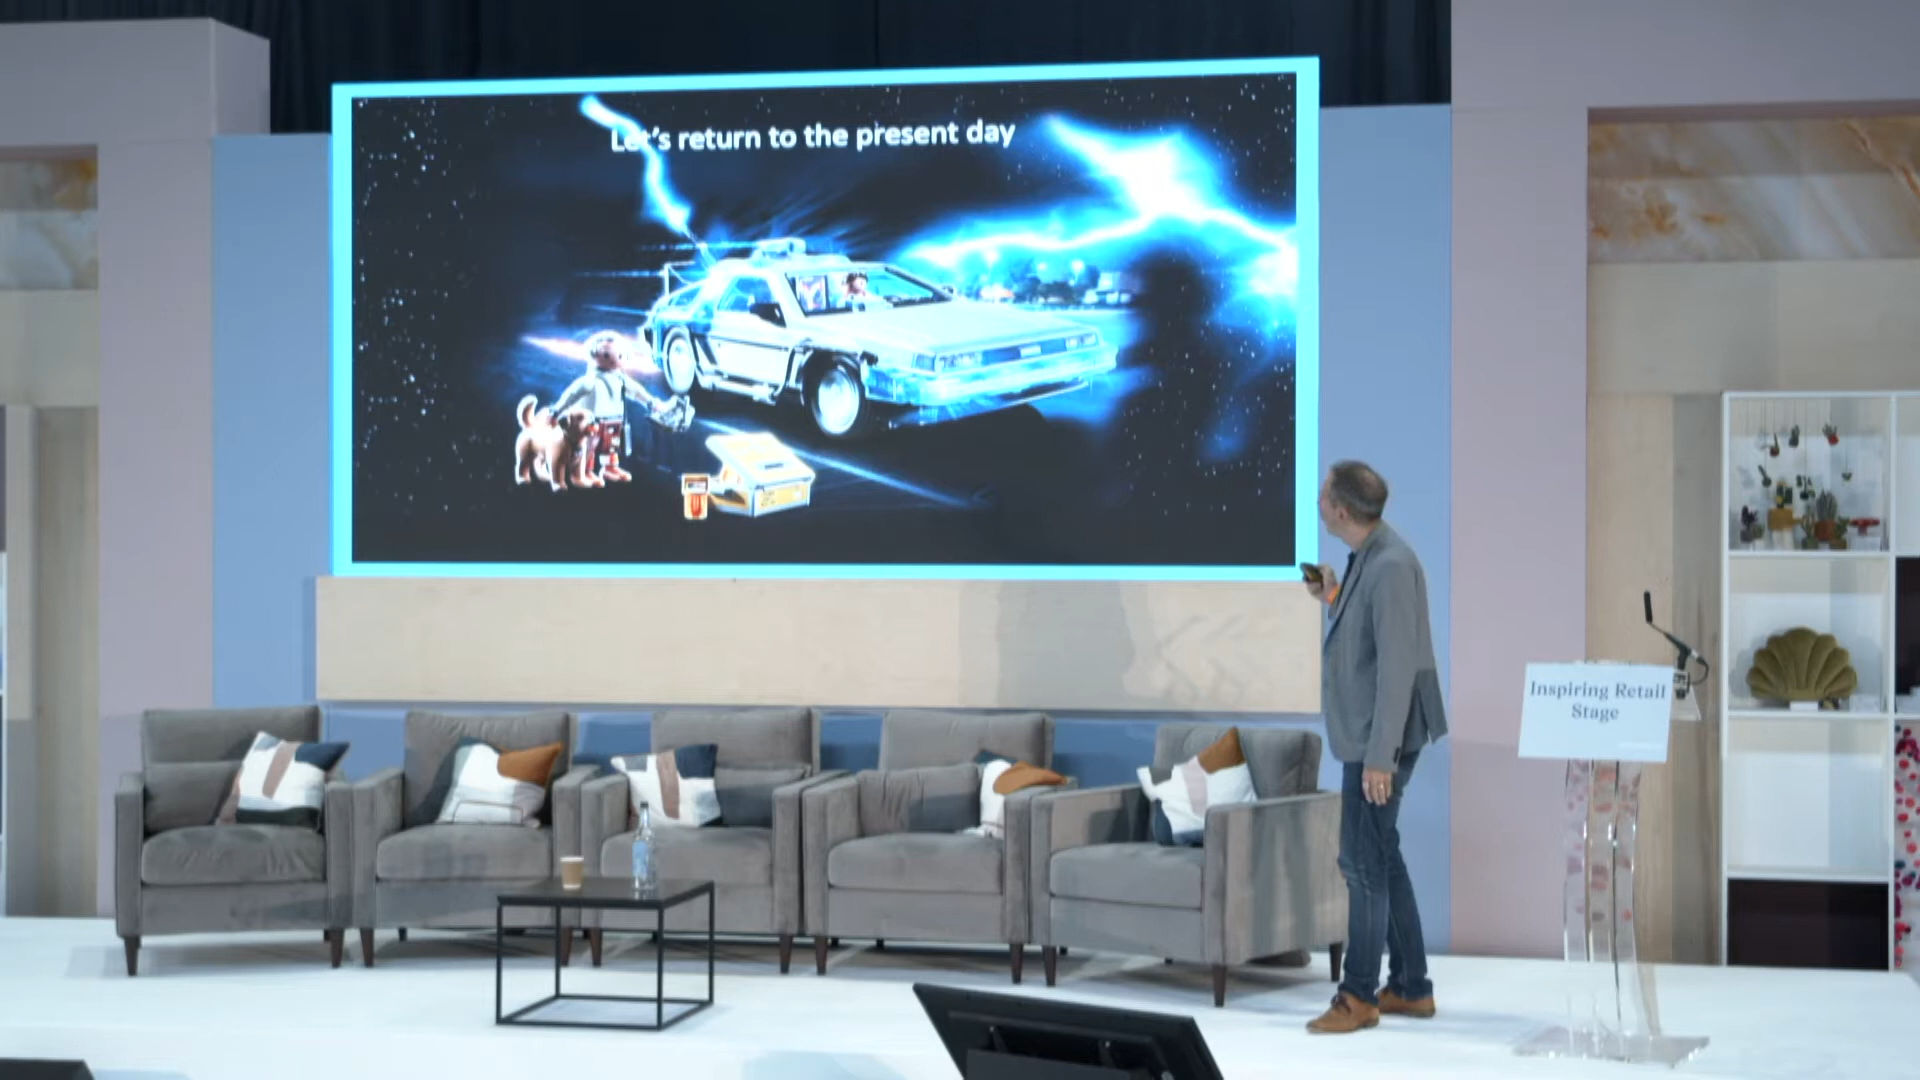 Let's return to the present day
Inspiring Retail
Stage